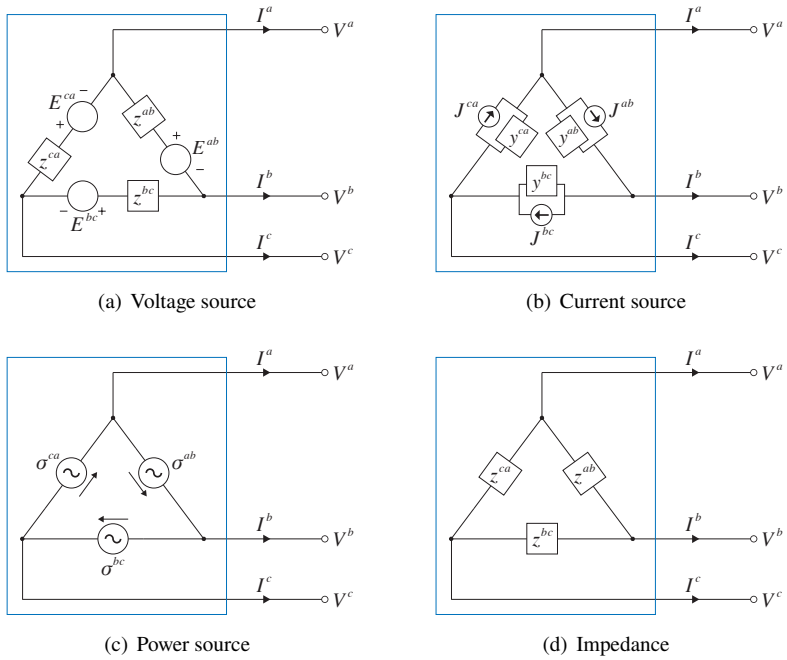 I^a V^a I^a V^a
E^ca − z^ab J^ca J^ab
+ + y^ca y^ab
z^ca E^ab
− y^bc
z^bc I^b V^b I^b V^b
− E^bc + J^bc
I^c V^c I^c V^c
(a) Voltage source (b) Current source
I^a V^a I^a V^a
σ^ca σ^ab z^ca z^ab
I^b V^b z^bc I^b V^b
σ^bc
I^c V^c I^c V^c
(c) Power source (d) Impedance